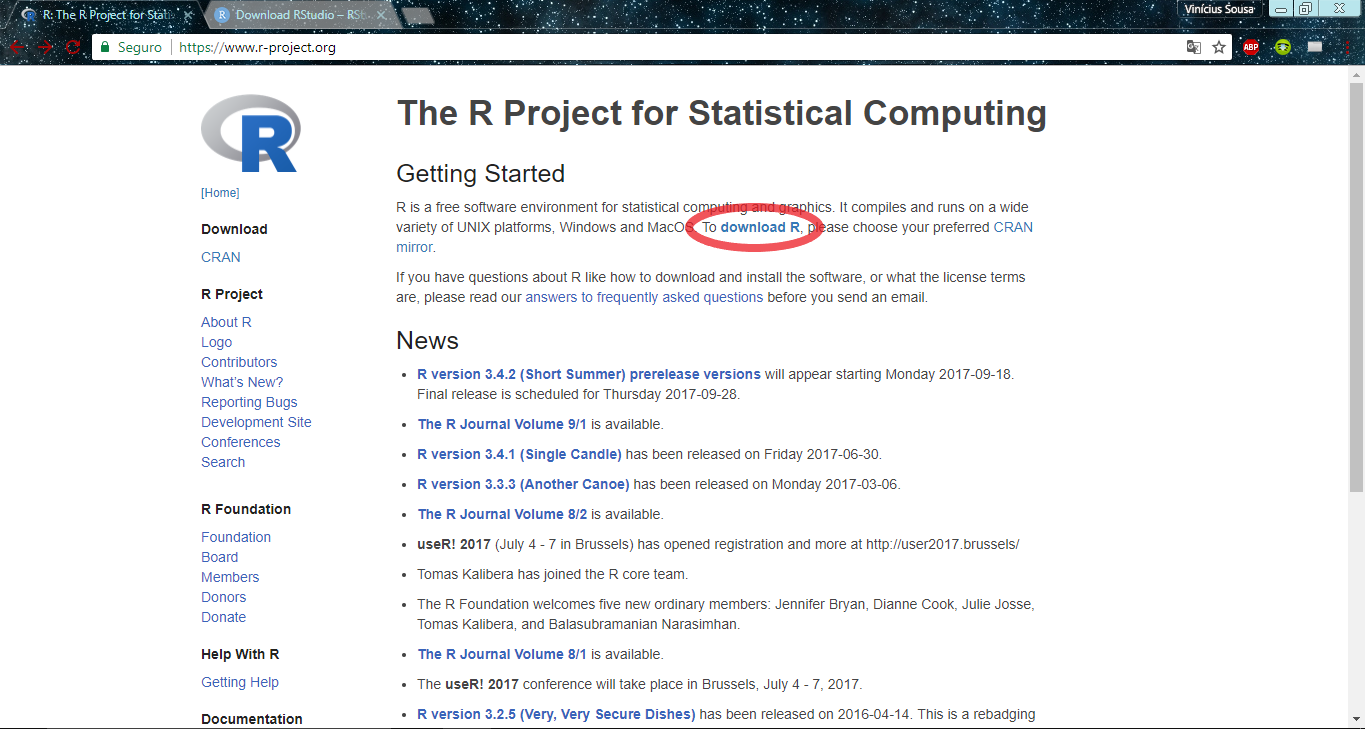 R: The R Project for Stati
Download RStudio – RSt
Vinícius Sousa
Seguro
https://www.r-project.org
ABP
R
[Home]
Download
CRAN
R Project
About R
Logo
Contributors
What's New?
Reporting Bugs
Development Site
Conferences
Search
R Foundation
Foundation
Board
Members
Donors
Donate
Help With R
Getting Help
Documentation
The R Project for Statistical Computing
Getting Started
R is a free software environment for statistical computing and graphics. It compiles and runs on a wide
variety of UNIX platforms, Windows and MacOS. To download R, please choose your preferred CRAN
mirror.
If you have questions about R like how to download and install the software, or what the license terms
are, please read our answers to frequently asked questions before you send an email.
News
• R version 3.4.2 (Short Summer) prerelease versions will appear starting Monday 2017-09-18.
Final release is scheduled for Thursday 2017-09-28.
• The R Journal Volume 9/1 is available.
• R version 3.4.1 (Single Candle) has been released on Friday 2017-06-30.
• R version 3.3.3 (Another Canoe) has been released on Monday 2017-03-06.
• The R Journal Volume 8/2 is available.
• useR! 2017 (July 4 - 7 in Brussels) has opened registration and more at http://user2017.brussels/
• Tomas Kalibera has joined the R core team.
• The R Foundation welcomes five new ordinary members: Jennifer Bryan, Dianne Cook, Julie Josse,
Tomas Kalibera, and Balasubramanian Narasimhan.
• The R Journal Volume 8/1 is available.
• The useR! 2017 conference will take place in Brussels, July 4 - 7, 2017.
• R version 3.2.5 (Very, Very Secure Dishes) has been released on 2016-04-14. This is a rebadging